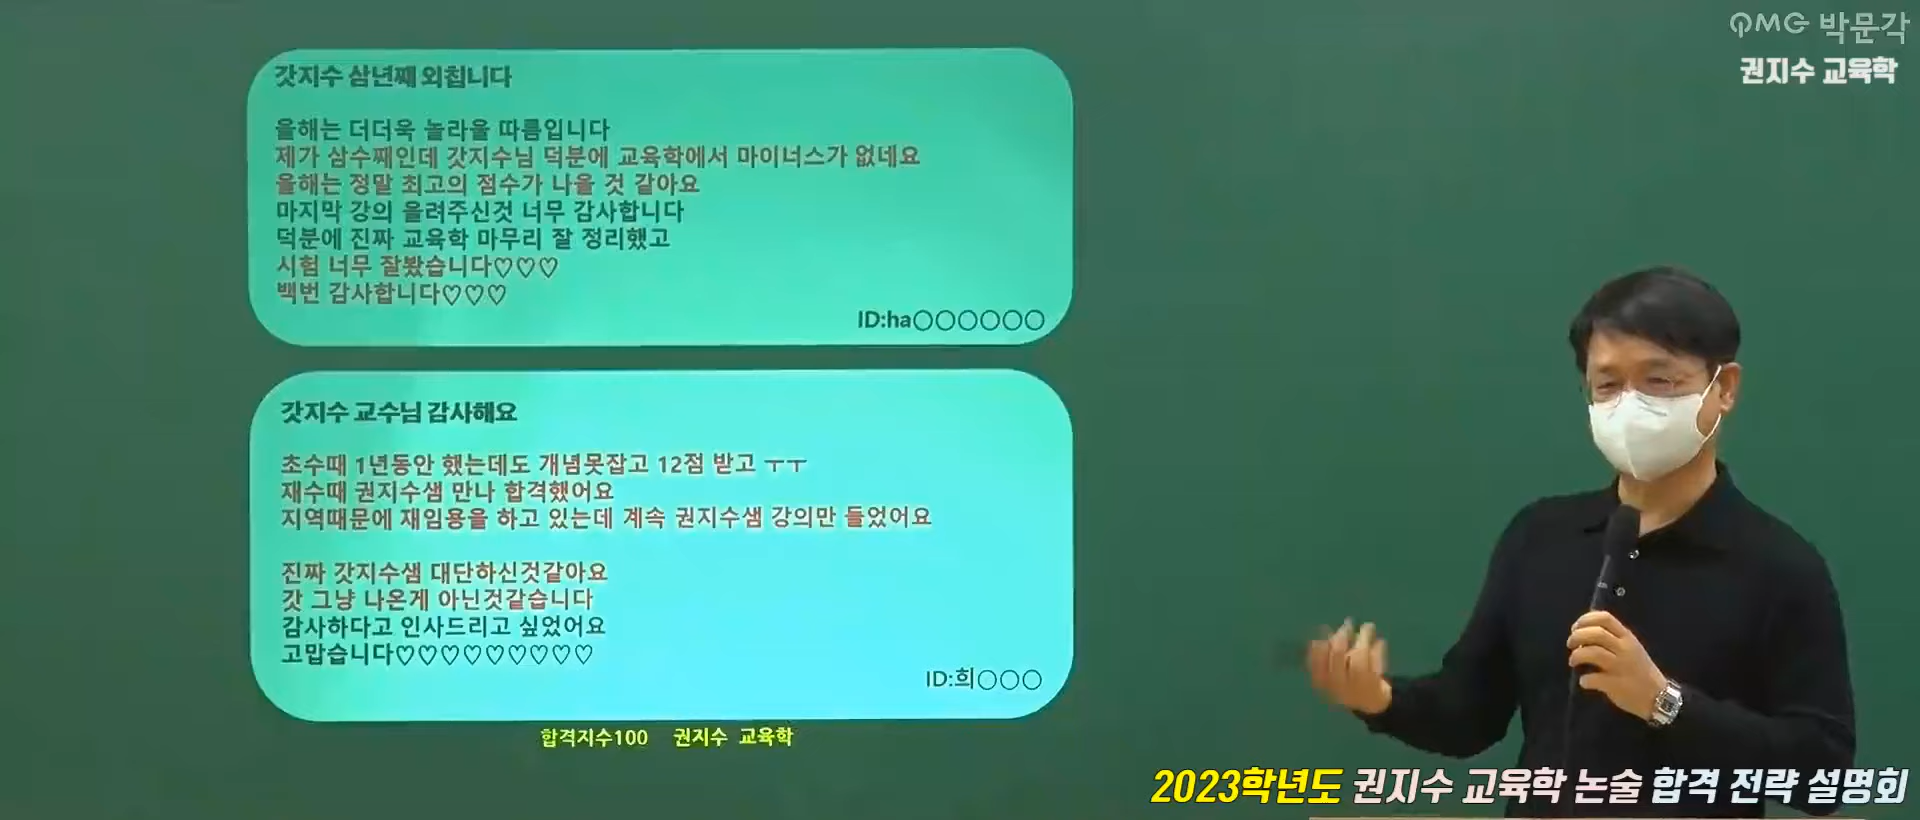 PMG 박문각
권지수 교육학
갓지수 삼년째 외칩니다
올해는 더더욱 놀라울 따름입니다
제가 삼수째인데 갓지수님 덕분에 교육학에서 마이너스가 없네요
올해는 정말 최고의 점수가 나올 것 같아요
마지막 강의 올려주신것 너무 감사합니다
덕분에 진짜 교육학 마무리 잘 정리했고
시험 너무 잘봤습니다♡♡♡
백번 감사합니다♡♡♡
ID:ha○○○○○○
갓지수 교수님 감사해요
초수때 1년동안 했는데도 개념못잡고 12점 받고 ㅜㅜ
재수때 권지수샘 만나 합격했어요
지역때문에 재임용을 하고 있는데 계속 권지수샘 강의만 들었어요
진짜 갓지수샘 대단하신것같아요
갓 그냥 나온게 아닌것같습니다
감사하다고 인사드리고 싶었어요
고맙습니다♡♡♡♡♡♡♡♡♡
ID:희○○○
합격지수100 권지수 교육학
2023학년도 권지수 교육학 논술 합격 전략 설명회